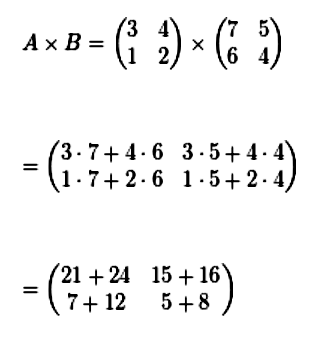 A × B = (3 4
1 2) × (7 5
6 4)
= (3 · 7 + 4 · 6 3 · 5 + 4 · 4
1 · 7 + 2 · 6 1 · 5 + 2 · 4)
= (21 + 24 15 + 16
7 + 12 5 + 8)